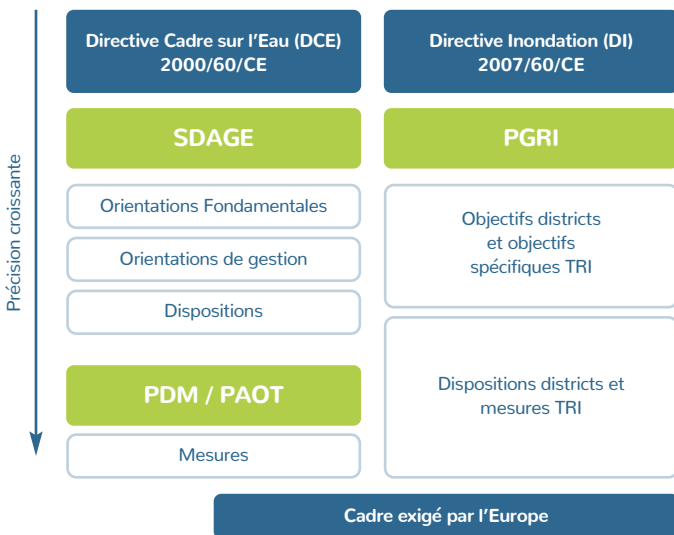 Précision croissante
Directive Cadre sur l'Eau (DCE)
2000/60/CE
SDAGE
Orientations Fondamentales
Orientations de gestion
Dispositions
PDM / PAOT
Mesures
Directive Inondation (DI)
2007/60/CE
PGRI
Objectifs districts
et objectifs
spécifiques TRI
Dispositions districts et
mesures TRI
Cadre exigé par l'Europe